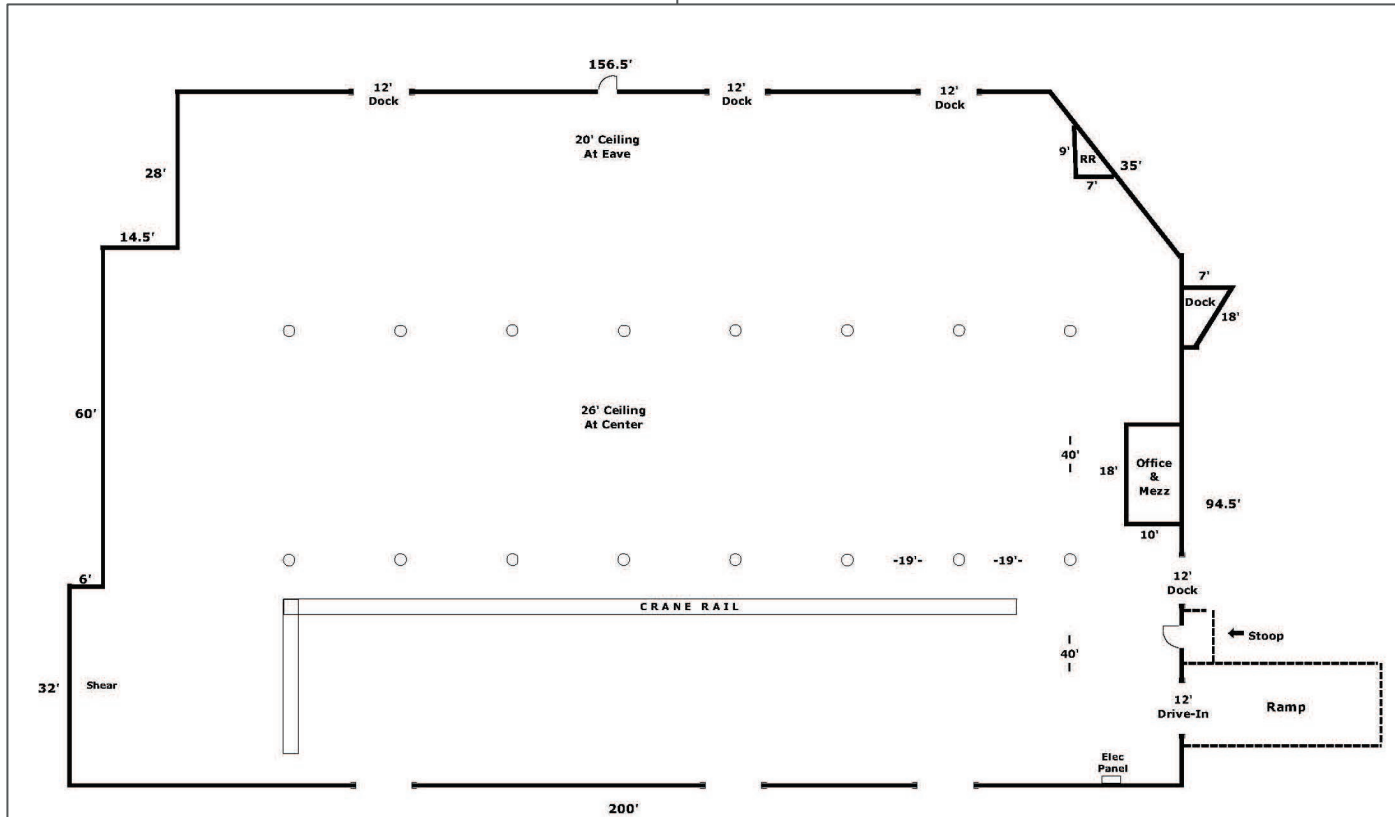 156.5'
12'
Dock
12'
Dock
12'
Dock
20' Ceiling
At Eave
9'
RR
35'
7'
28'
14.5'
7'
Dock
18'
60'
26' Ceiling
At Center
40'
18'
Office
&
Mezz
94.5'
10'
-19'-
-19'-
12'
Dock
6'
CRANE RAIL
Stoop
40'
32'
Shear
12'
Drive-In
Ramp
Elec
Panel
200'